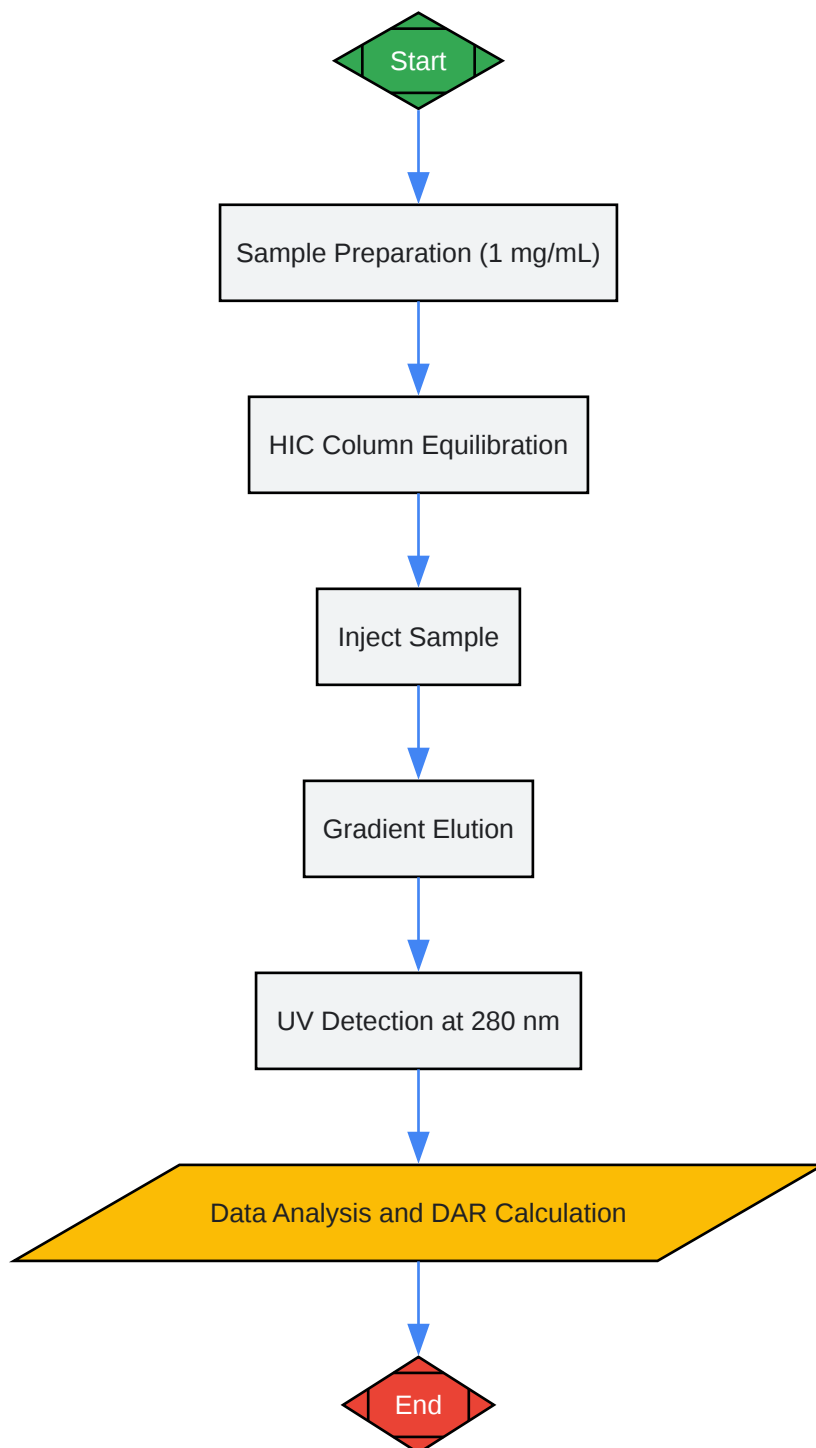 Start
Sample Preparation (1 mg/mL)
HIC Column Equilibration
Inject Sample
Gradient Elution
UV Detection at 280 nm
Data Analysis and DAR Calculation
End